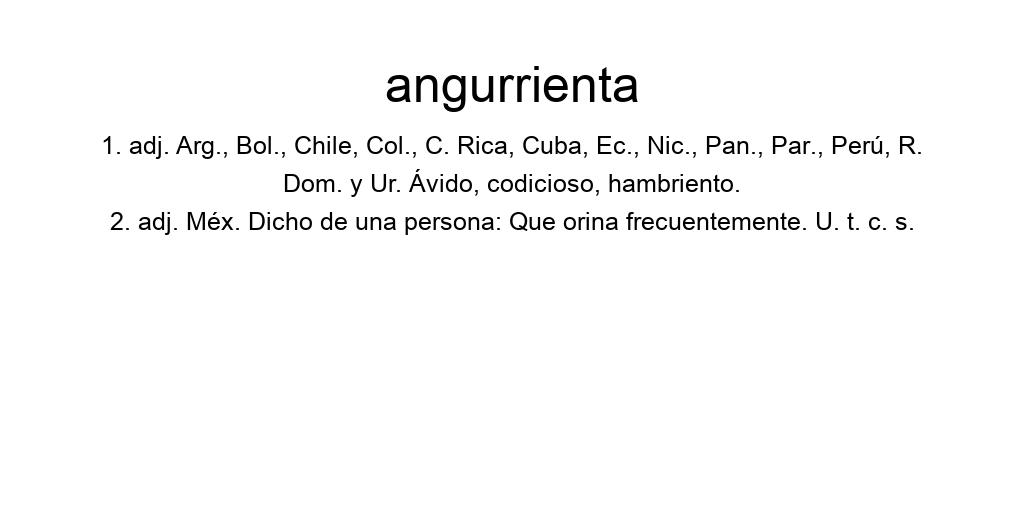 angurrienta
1. adj. Arg., Bol., Chile, Col., C. Rica, Cuba, Ec., Nic., Pan., Par., Perú, R.
Dom. y Ur. Ávido, codicioso, hambriento.
2. adj. Méx. Dicho de una persona: Que orina frecuentemente. U. t. c. s.